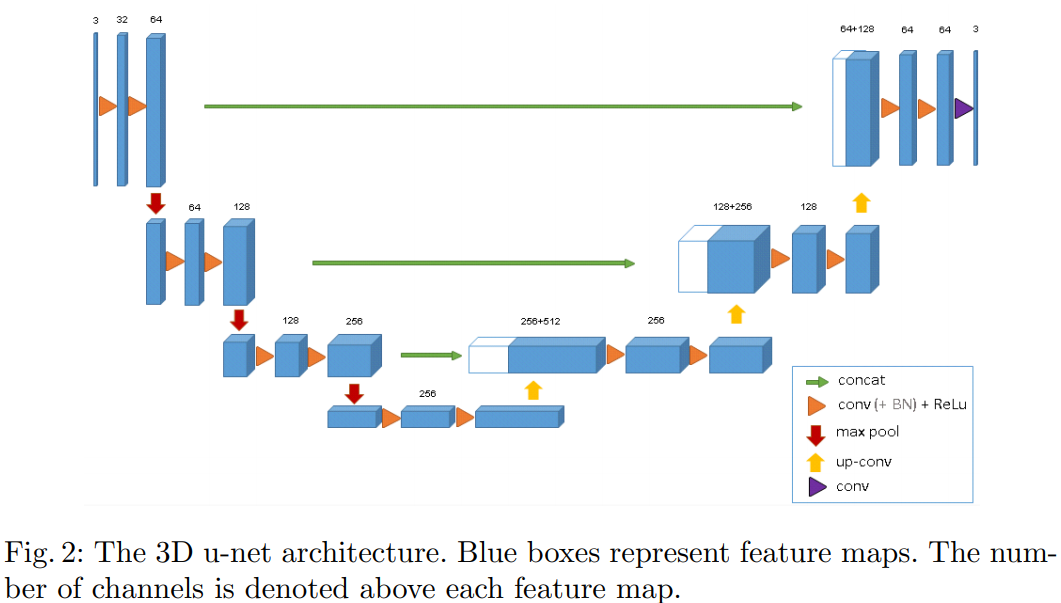 3 32 64
64+128 64 64 3
64 128
128+256 128
128 256
256+512 256
256
concat
conv (+ BN) + ReLu
max pool
up-conv
conv
Fig. 2: The 3D u-net architecture. Blue boxes represent feature maps. The num-
ber of channels is denoted above each feature map.